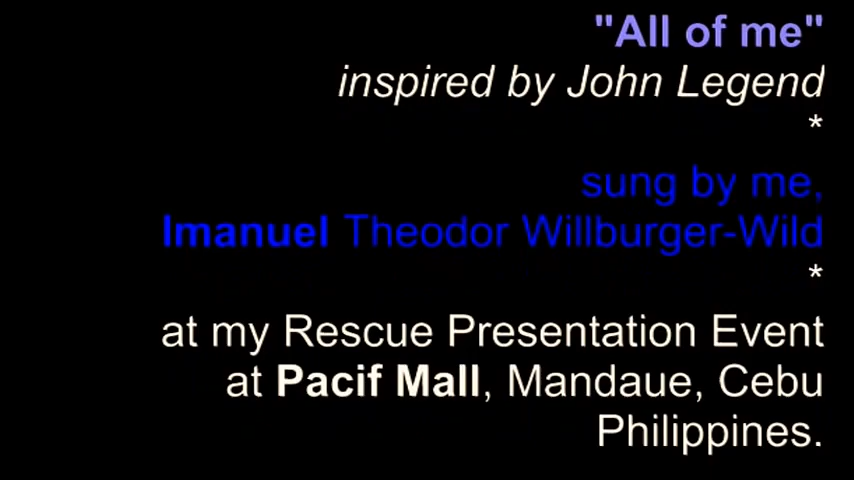 "All of me"
inspired by John Legend
*
sung by me,
Imanuel Theodor Willburger-Wild
*
at my Rescue Presentation Event
at Pacif Mall, Mandaue, Cebu
Philippines.